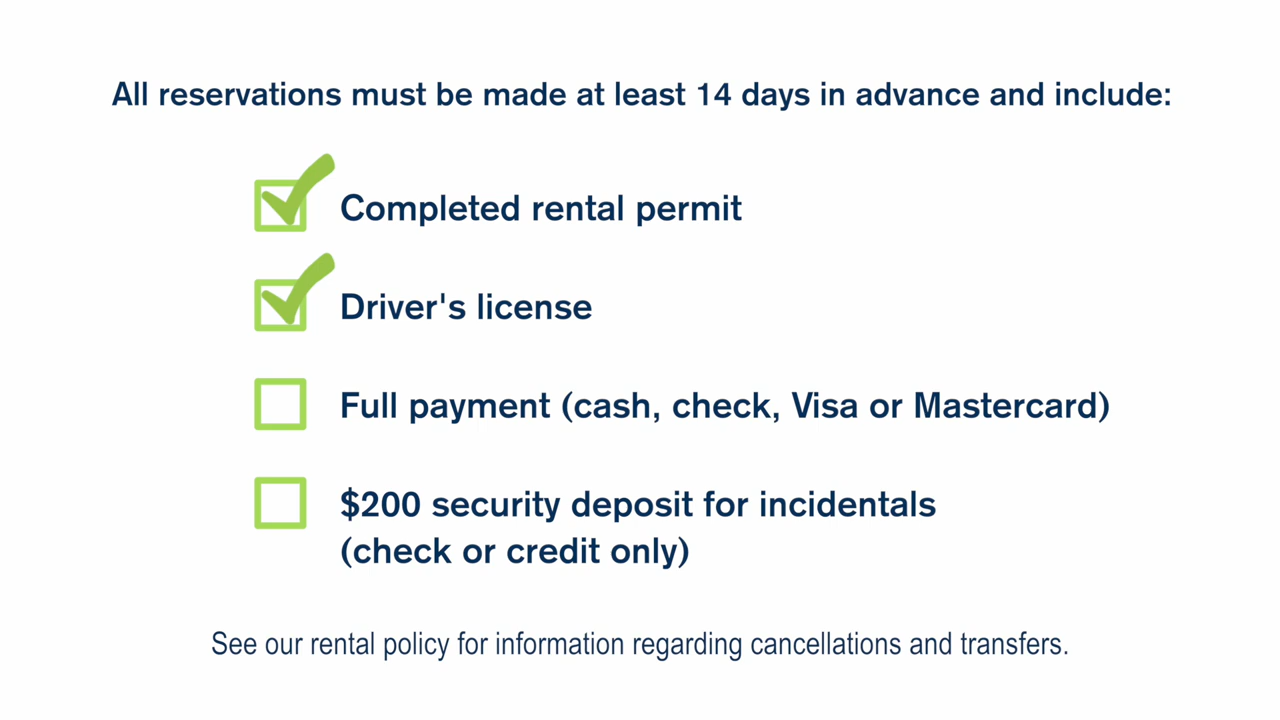 All reservations must be made at least 14 days in advance and include:
Completed rental permit
Driver's license
Full payment (cash, check, Visa or Mastercard)
$200 security deposit for incidentals
(check or credit only)
See our rental policy for information regarding cancellations and transfers.